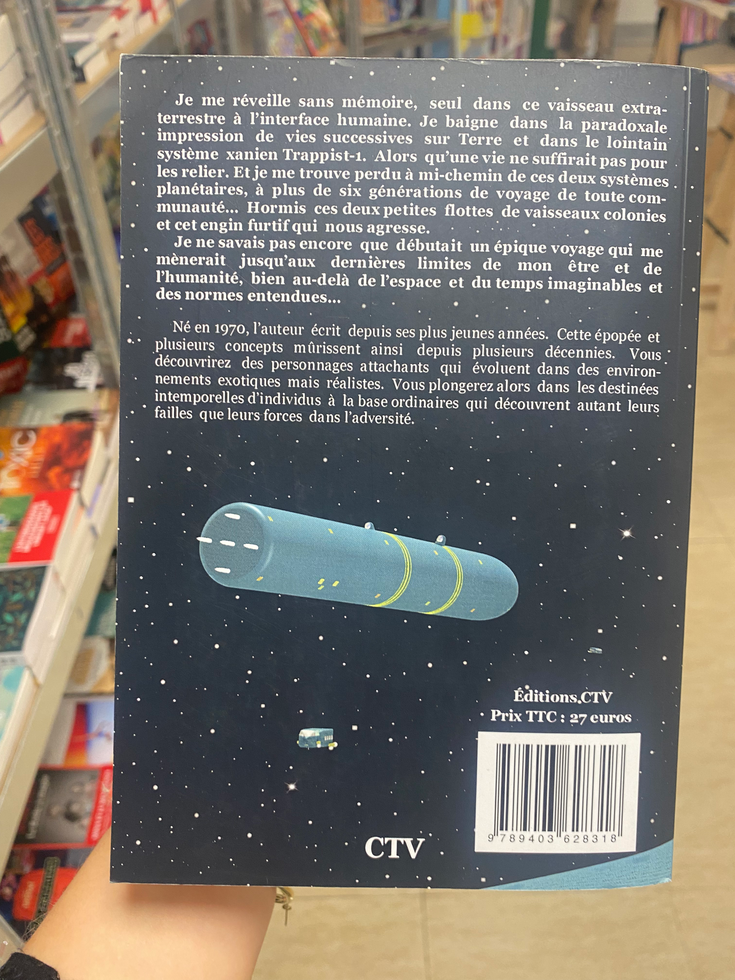 Je me réveille sans mémoire, seul dans ce vaisseau extra-
terrestre à l'interface humaine. Je baigne dans la paradoxale
impression de vies successives sur Terre et dans le lointain
système xanien Trappist-1. Alors qu'une vie ne suffirait pas pour
les relier. Et je me trouve perdu à mi-chemin de ces deux systèmes
planétaires, à plus de six générations de voyage de toute com-
munauté... Hormis ces deux petites flottes de vaisseaux colonies
et cet engin furtif qui nous agresse.
Je ne savais pas encore que débutait un épique voyage qui me
mènerait jusqu'aux dernières limites de mon être et de
l'humanité, bien au-delà de l'espace et du temps imaginables et
des normes entendues...
Né en 1970, l'auteur écrit depuis ses plus jeunes années. Cette épopée et
plusieurs concepts mûrissent ainsi depuis plusieurs décennies. Vous
découvrirez des personnages attachants qui évoluent dans des environ-
nements exotiques mais réalistes. Vous plongerez alors dans les destinées
intemporelles d'individus à la base ordinaires qui découvrent autant leurs
failles que leurs forces dans l'adversité.
Éditions CTV
Prix TTC : 27 euros
9 789403 628318
CTV